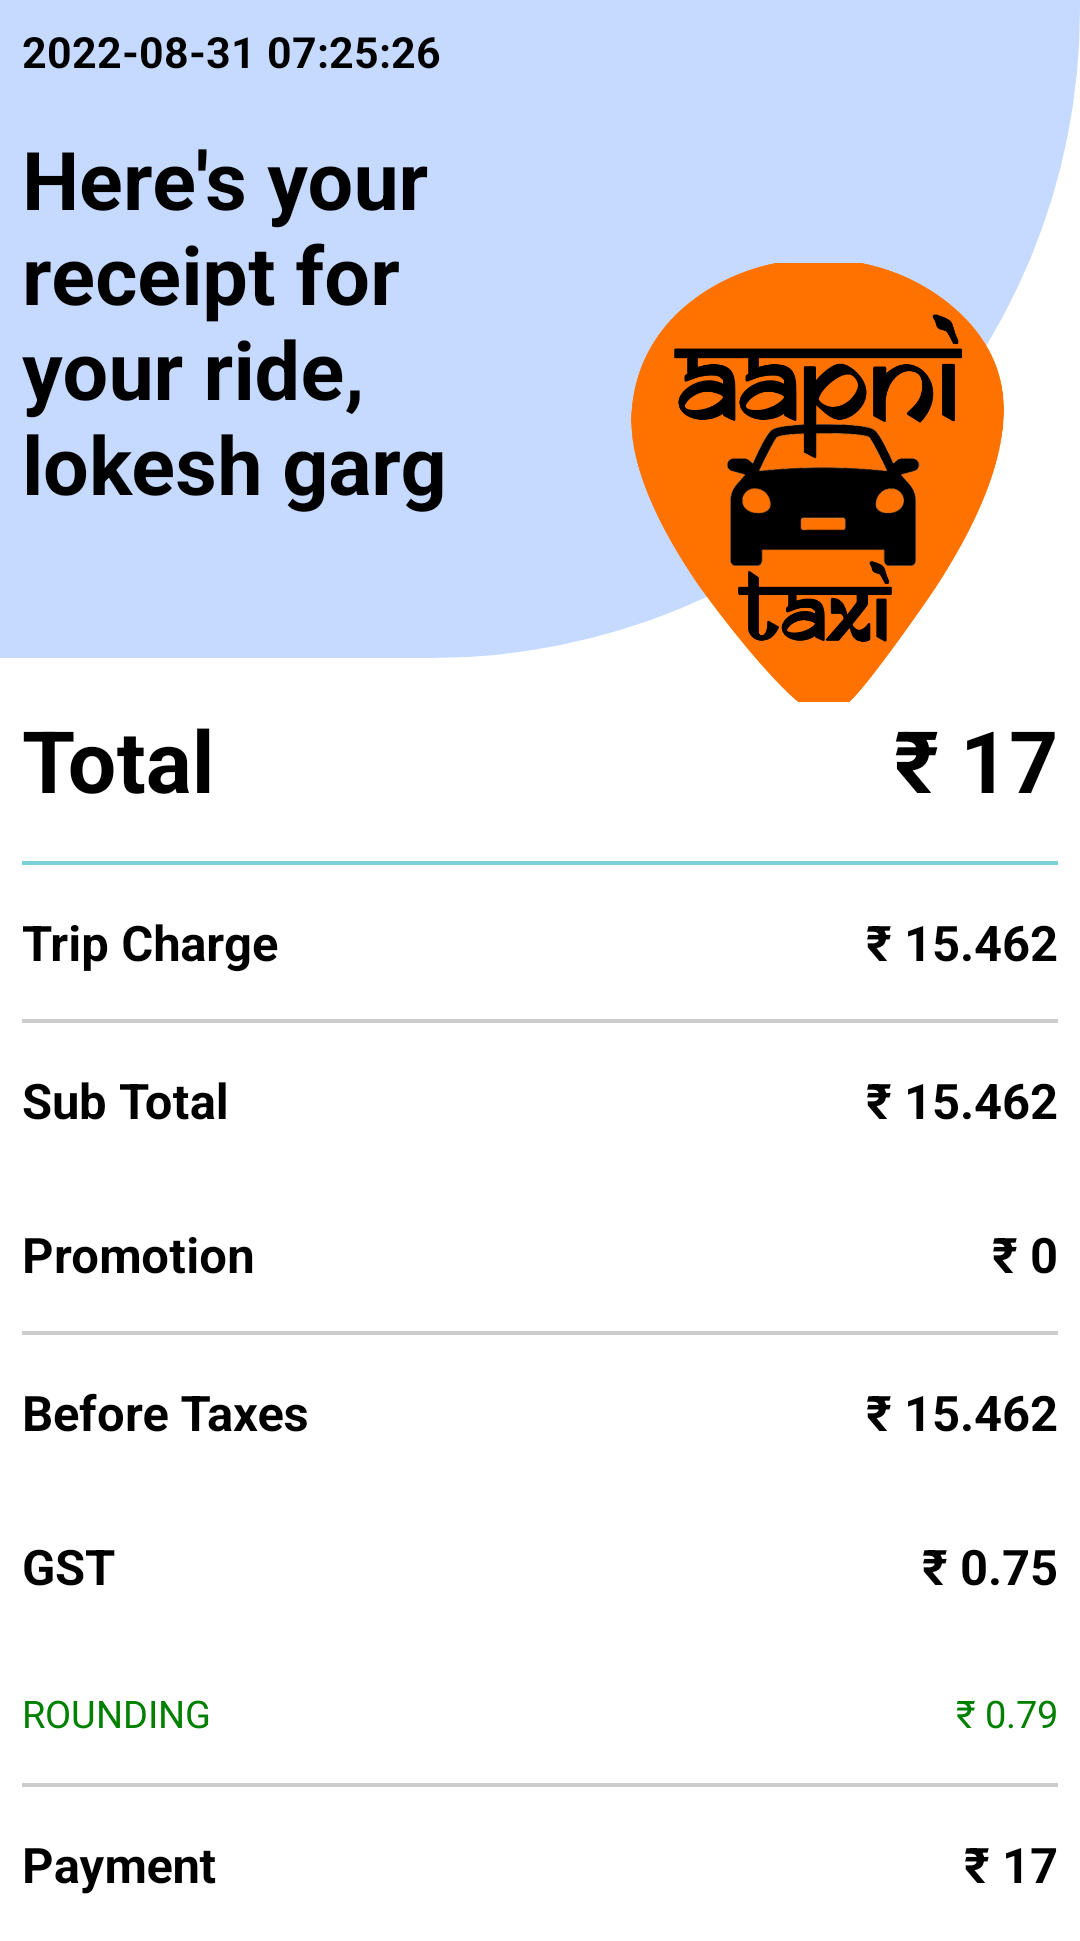 2022-08-31 07:25:26
Here's your
receipt for
your ride,
lokesh garg
aapni
taxi
Total ₹ 17
Trip Charge ₹ 15.462
Sub Total ₹ 15.462
Promotion ₹ 0
Before Taxes ₹ 15.462
GST ₹ 0.75
ROUNDING ₹ 0.79
Payment ₹ 17